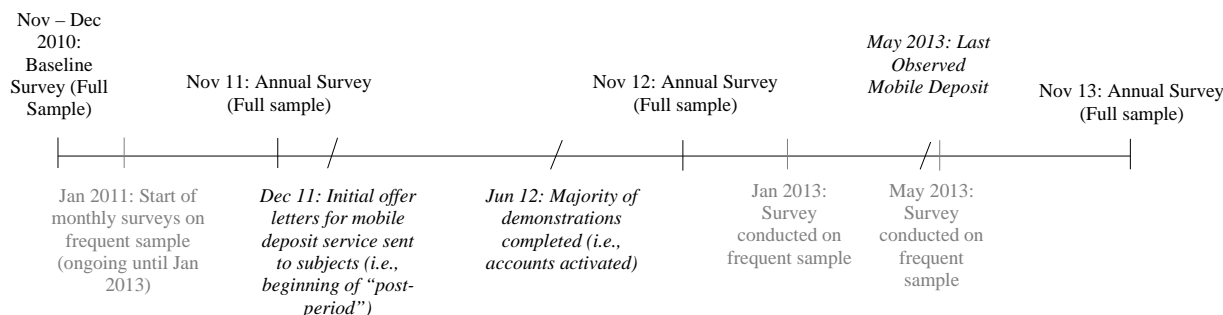 Nov – Dec
2010:
Baseline
Survey (Full
Sample)
Nov 11: Annual Survey
(Full sample)
Nov 12: Annual Survey
(Full sample)
May 2013: Last
Observed
Mobile Deposit
Nov 13: Annual Survey
(Full sample)
Jan 2011: Start of
monthly surveys on
frequent sample
(ongoing until Jan
2013)
Dec 11: Initial offer
letters for mobile
deposit service sent
to subjects (i.e.,
beginning of “post-
period”)
Jun 12: Majority of
demonstrations
completed (i.e.,
accounts activated)
Jan 2013:
Survey
conducted on
frequent sample
May 2013:
Survey
conducted on
frequent
sample